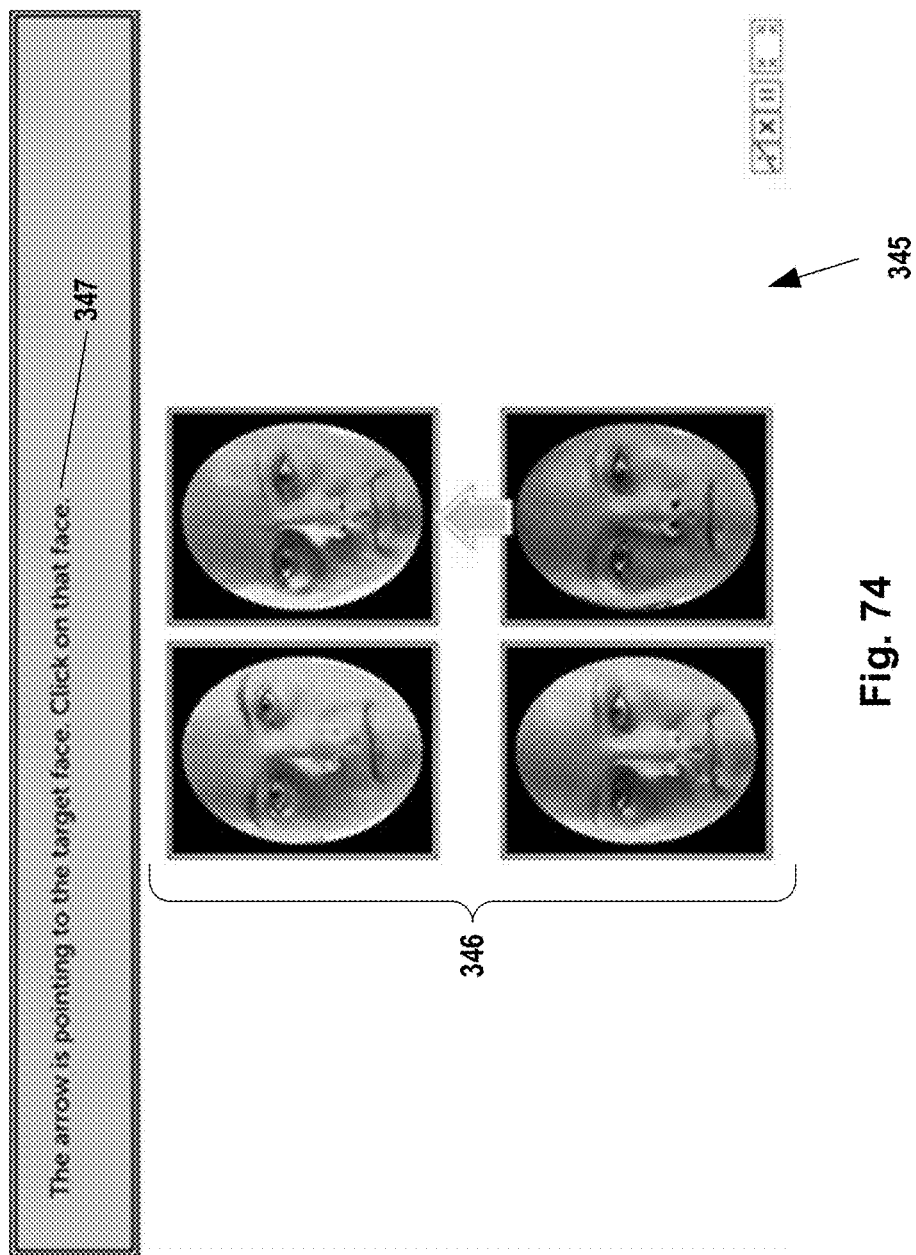 The arrow is pointing to the target face. Click on that face.
347
346
345
Fig. 74